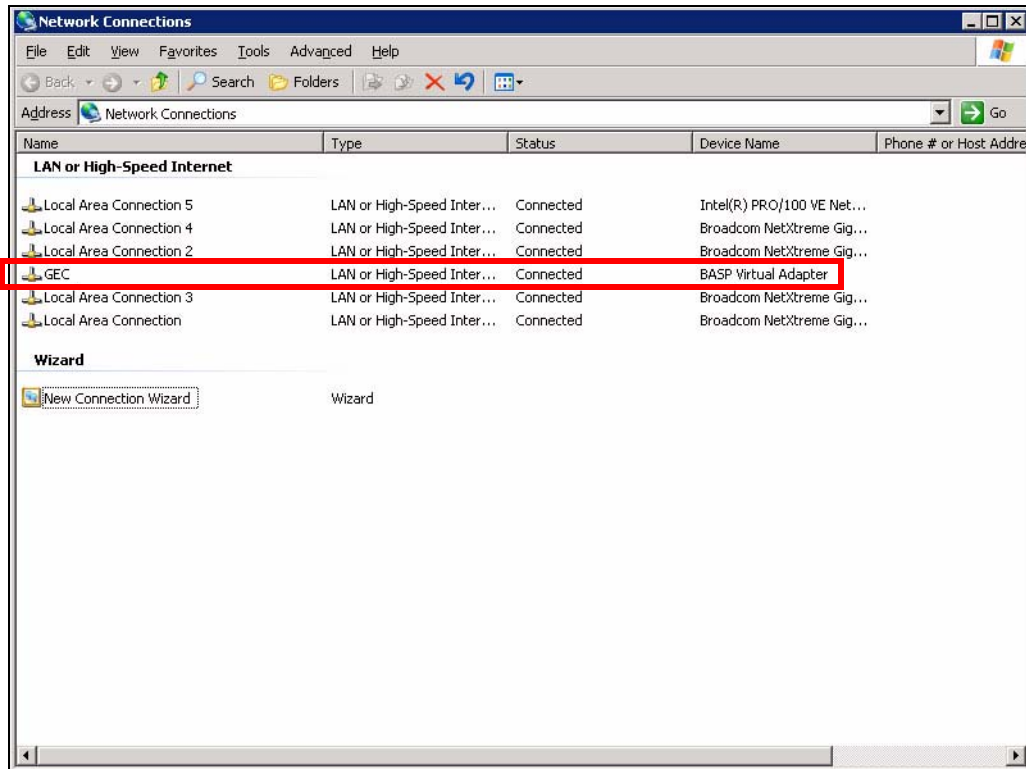 Network Connections
File Edit View Favorites Tools Advanced Help
Back Search Folders
Address Network Connections Go
Name Type Status Device Name Phone # or Host Addre
LAN or High-Speed Internet
Local Area Connection 5 LAN or High-Speed Inter... Connected Intel(R) PRO/100 VE Net...
Local Area Connection 4 LAN or High-Speed Inter... Connected Broadcom NetXtreme Gig...
Local Area Connection 2 LAN or High-Speed Inter... Connected Broadcom NetXtreme Gig...
GEC LAN or High-Speed Inter... Connected BASP Virtual Adapter
Local Area Connection 3 LAN or High-Speed Inter... Connected Broadcom NetXtreme Gig...
Local Area Connection LAN or High-Speed Inter... Connected Broadcom NetXtreme Gig...
Wizard
New Connection Wizard Wizard